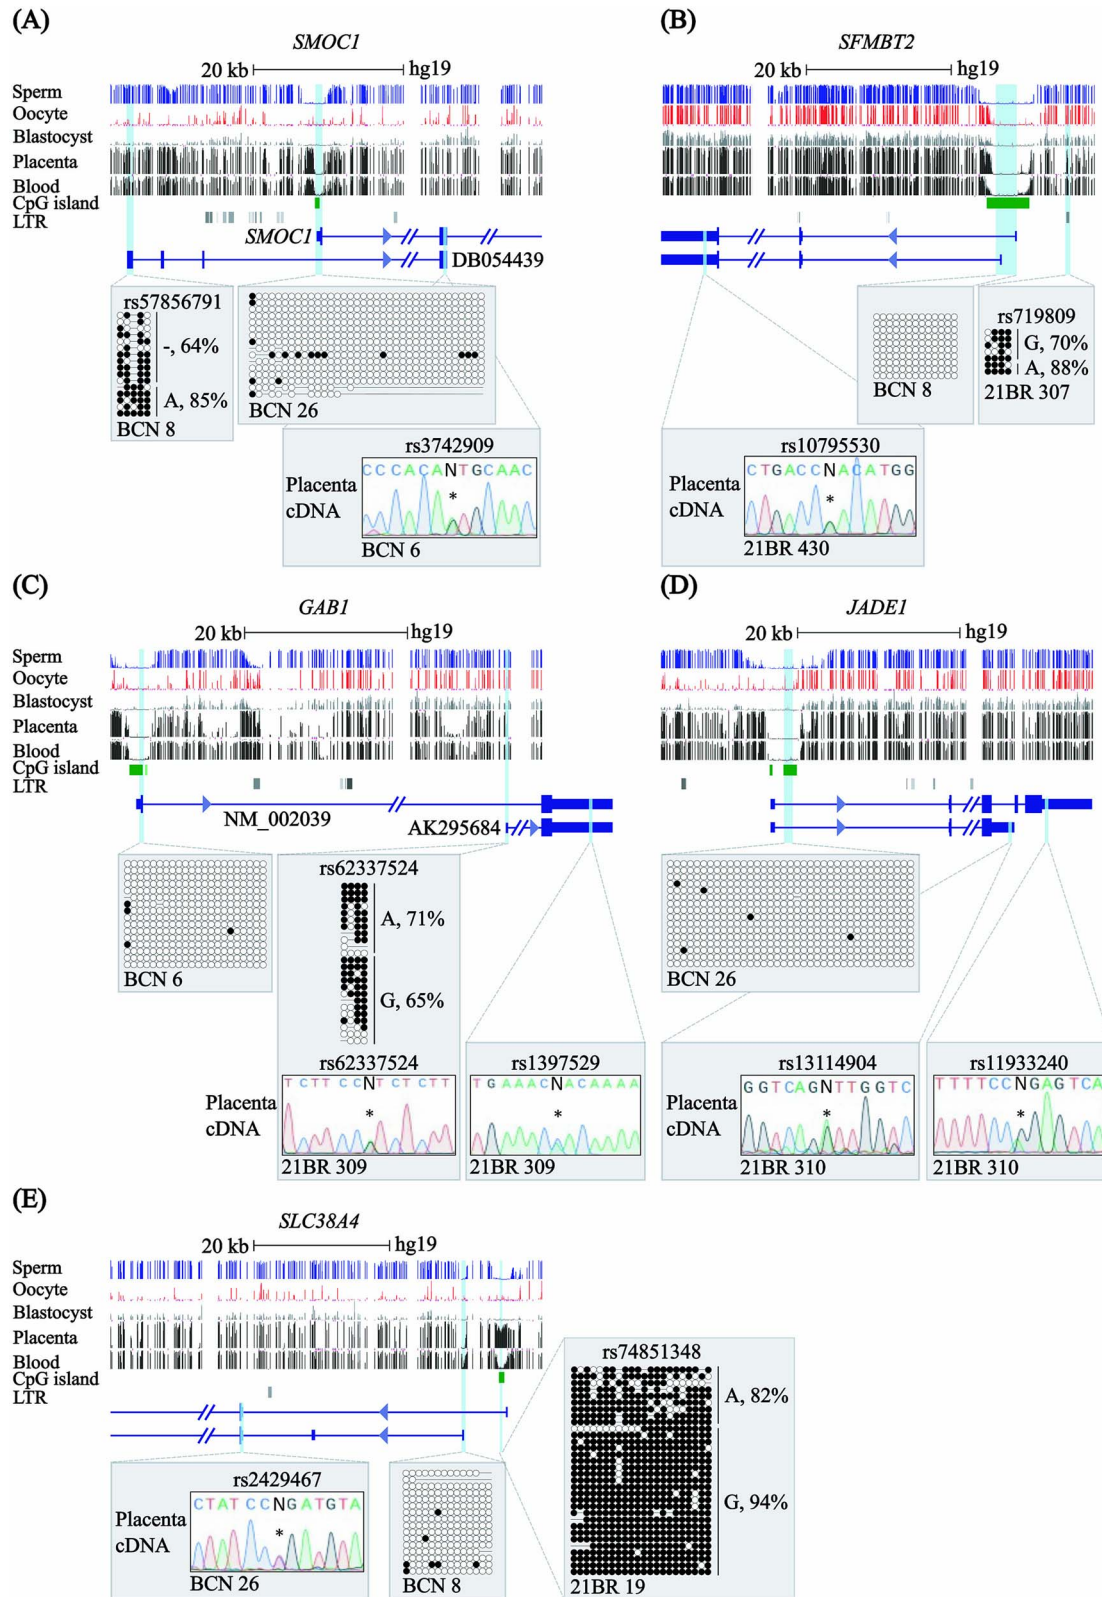 (A)
SMOC1
20 kb hg19
Sperm
Oocyte
Blastocyst
Placenta
Blood
CpG island
LTR
SMOC1
DB054439
rs57856791
-, 64%
A, 85%
BCN 8
BCN 26
rs3742909
CCCACANTGCAAC
Placenta
cDNA
*
BCN 6
(B)
SFMBT2
20 kb hg19
rs719809
G, 70%
A, 88%
BCN 8
21BR 307
rs10795530
CTGACCNACATGG
Placenta
cDNA
*
21BR 430
(C)
GAB1
20 kb hg19
Sperm
Oocyte
Blastocyst
Placenta
Blood
CpG island
LTR
NM_002039
AK295684
BCN 6
rs62337524
A, 71%
G, 65%
rs62337524
TCTTCCNTCTCTT
Placenta
cDNA
*
21BR 309
rs1397529
TGAAACNACAAAA
*
21BR 309
(D)
JADE1
20 kb hg19
BCN 26
rs13114904
GGTCAGNTTGGTC
Placenta
cDNA
*
21BR 310
rs11933240
TTTTCCNGAGTCA
*
21BR 310
(E)
SLC38A4
20 kb hg19
Sperm
Oocyte
Blastocyst
Placenta
Blood
CpG island
LTR
rs2429467
CTATCCNGATGTA
Placenta
cDNA
*
BCN 26
BCN 8
rs74851348
A, 82%
G, 94%
21BR 19